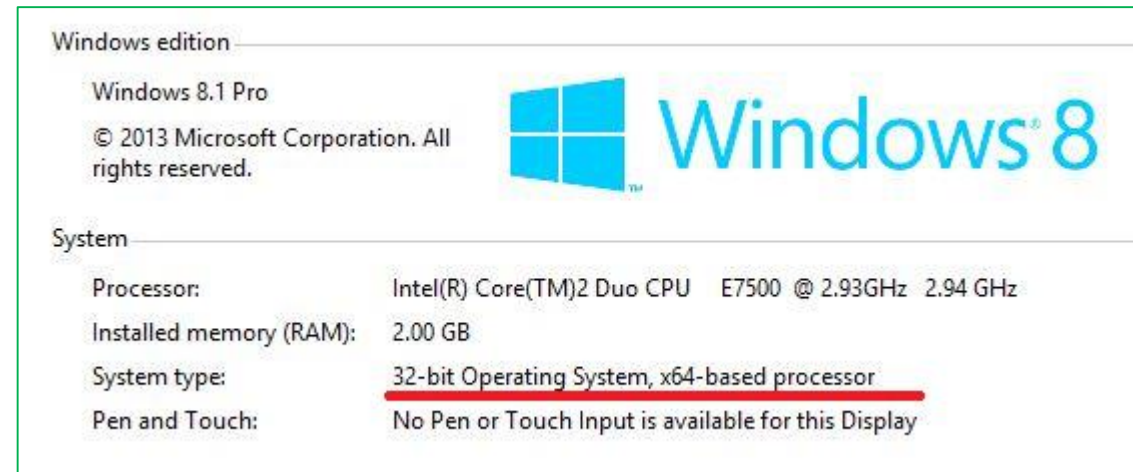 Windows edition
Windows 8.1 Pro
© 2013 Microsoft Corporation. All
rights reserved.
Windows® 8
TM
System
Processor: Intel(R) Core(TM)2 Duo CPU E7500 @ 2.93GHz 2.94 GHz
Installed memory (RAM): 2.00 GB
System type: 32-bit Operating System, x64-based processor
Pen and Touch: No Pen or Touch Input is available for this Display